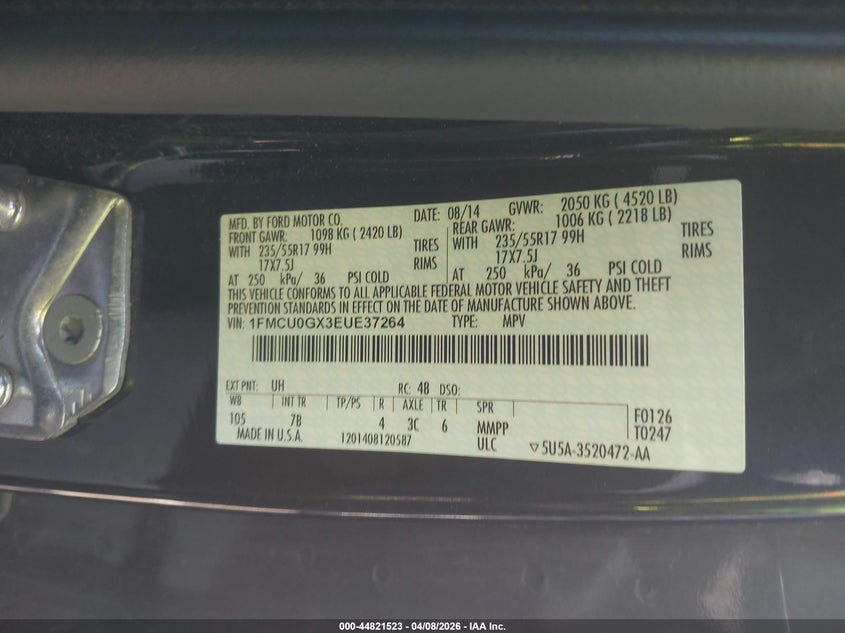 MFD. BY FORD MOTOR CO. DATE: 08/14 GVWR: 2050 KG ( 4520 LB)
FRONT GAWR: 1098 KG ( 2420 LB) REAR GAWR: 1006 KG ( 2218 LB)
WITH 235/55R17 99H TIRES WITH 235/55R17 99H TIRES
17X7.5J RIMS 17X7.5J RIMS
AT 250 kPa/ 36 PSI COLD AT 250 kPa/ 36 PSI COLD
THIS VEHICLE CONFORMS TO ALL APPLICABLE FEDERAL MOTOR VEHICLE SAFETY AND THEFT
PREVENTION STANDARDS IN EFFECT ON THE DATE OF MANUFACTURE SHOWN ABOVE.
VIN: 1FMCU0GX3EUE37264 TYPE: MPV
EXT PNT: UH RC: 48 DSO:
WB INT TR TP/PS R AXLE TR SPR
105 7B 4 3C 6 MMPP F0126
MADE IN U.S.A. 1201408120587 ULC T0247
▽5U5A-3520472-AA
000-44821523 - 04/08/2026 - IAA Inc.